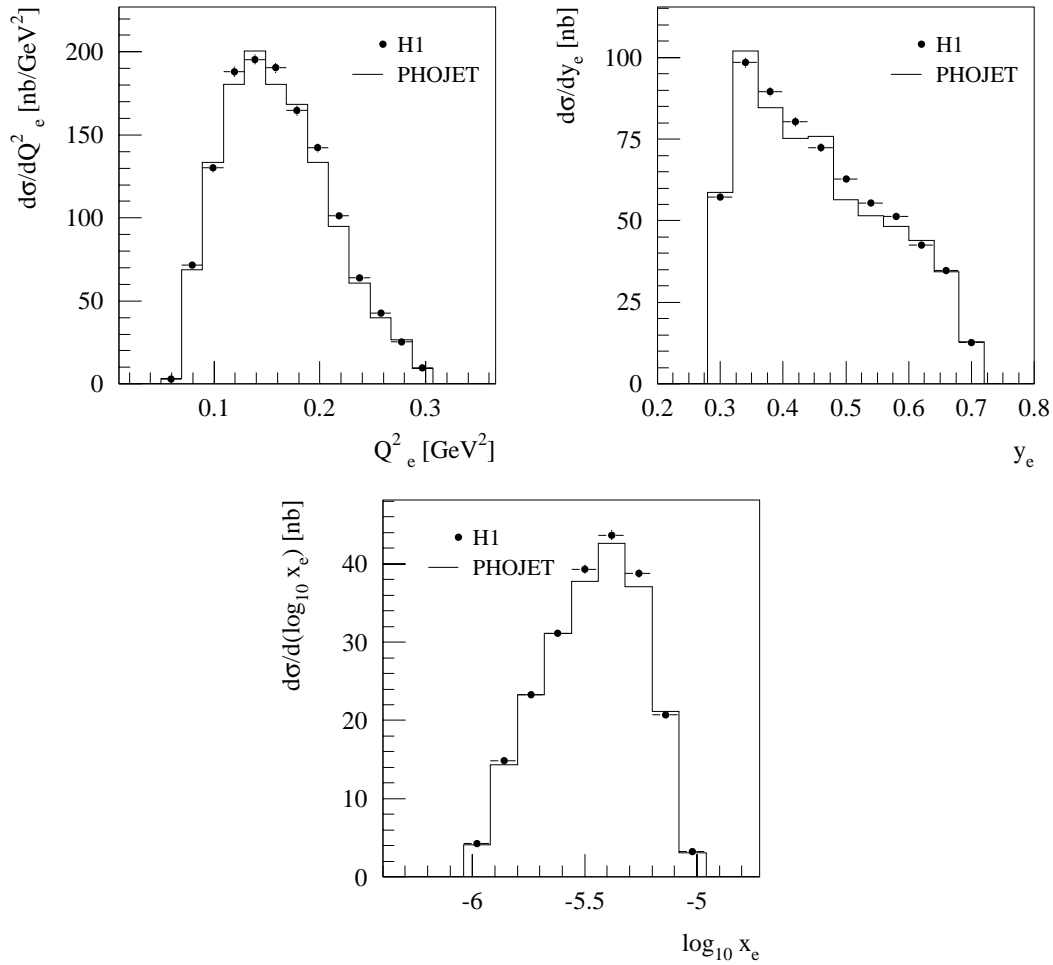 dσ/dQ²e [nb/GeV²]
200
150
100
50
0
H1
PHOJET
0.1 0.2 0.3
Q²e [GeV²]
dσ/dye [nb]
100
75
50
25
0
H1
PHOJET
0.2 0.3 0.4 0.5 0.6 0.7 0.8
ye
dσ/d(log10 xe) [nb]
40
30
20
10
0
H1
PHOJET
-6 -5.5 -5
log10 xe